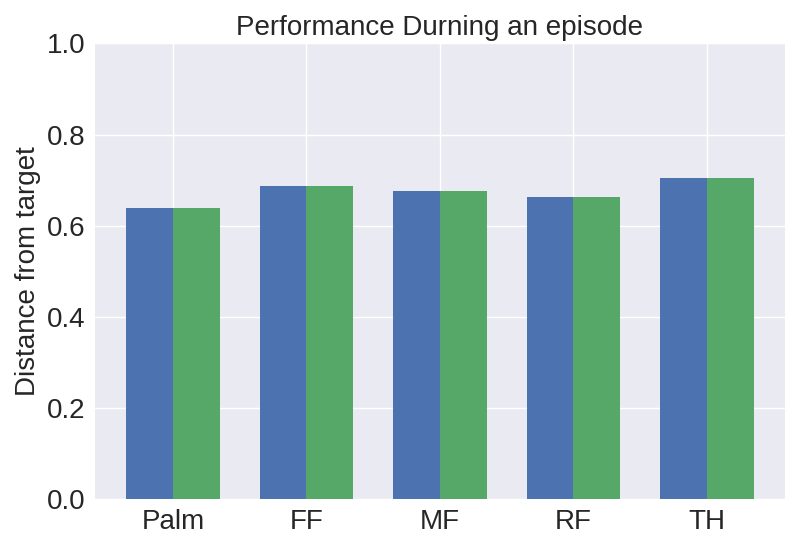 Performance Durning an episode
Distance from target
1.0
0.8
0.6
0.4
0.2
0.0
Palm FF MF RF TH